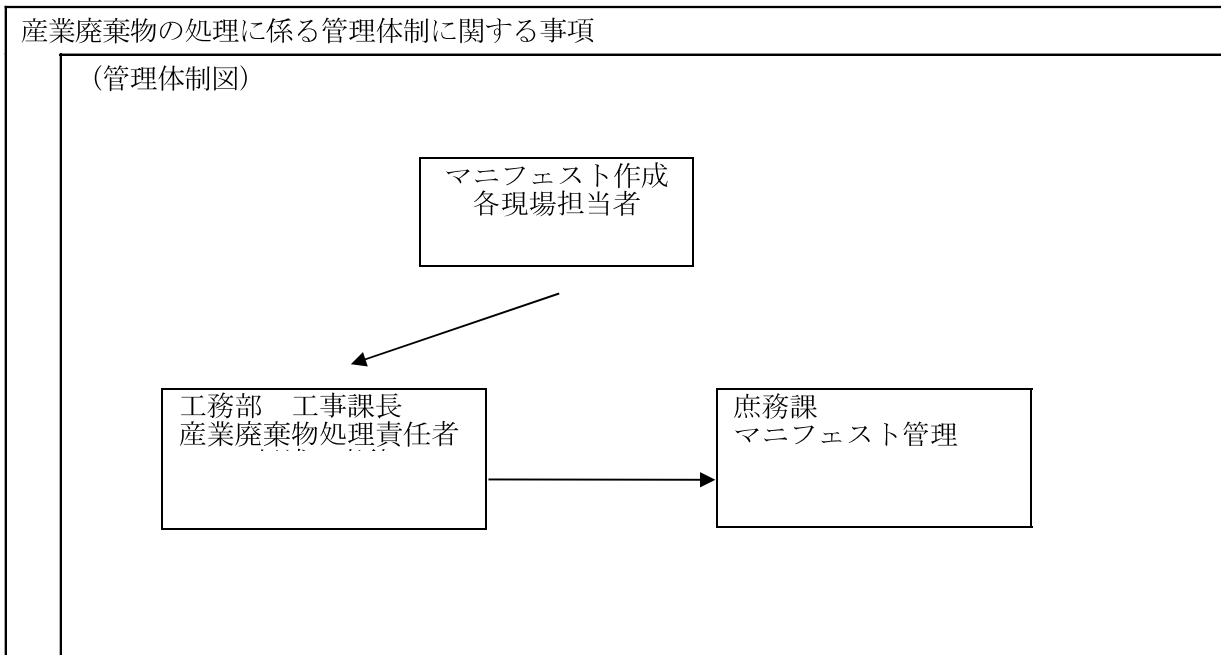 産業廃棄物の処理に係る管理体制に関する事項
（管理体制図）
マニフェスト作成
各現場担当者
工務部　工事課長
産業廃棄物処理責任者
庶務課
マニフェスト管理